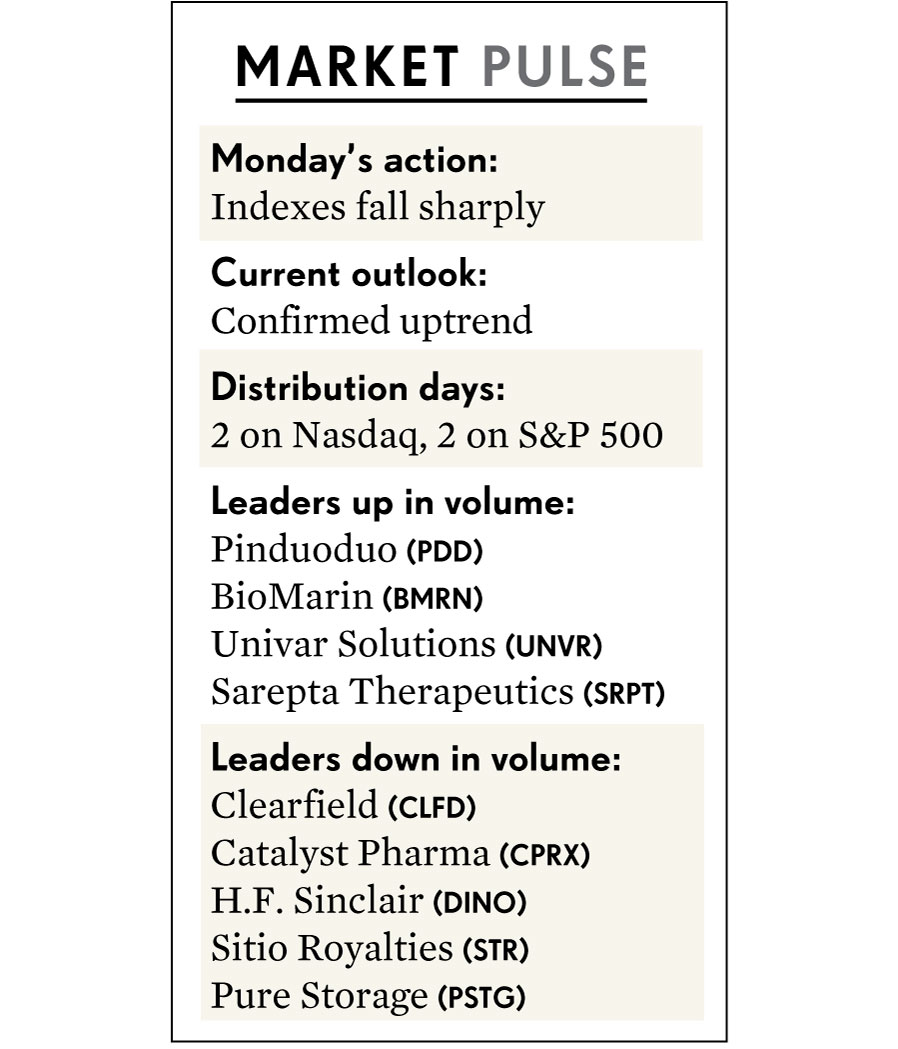 MARKET PULSE
Monday’s action:
Indexes fall sharply
Current outlook:
Confirmed uptrend
Distribution days:
2 on Nasdaq, 2 on S&P 500
Leaders up in volume:
Pinduoduo (PDD)
BioMarin (BMRN)
Univar Solutions (UNVR)
Sarepta Therapeutics (SRPT)
Leaders down in volume:
Clearfield (CLFD)
Catalyst Pharma (CPRX)
H.F. Sinclair (DINO)
Sitio Royalties (STR)
Pure Storage (PSTG)